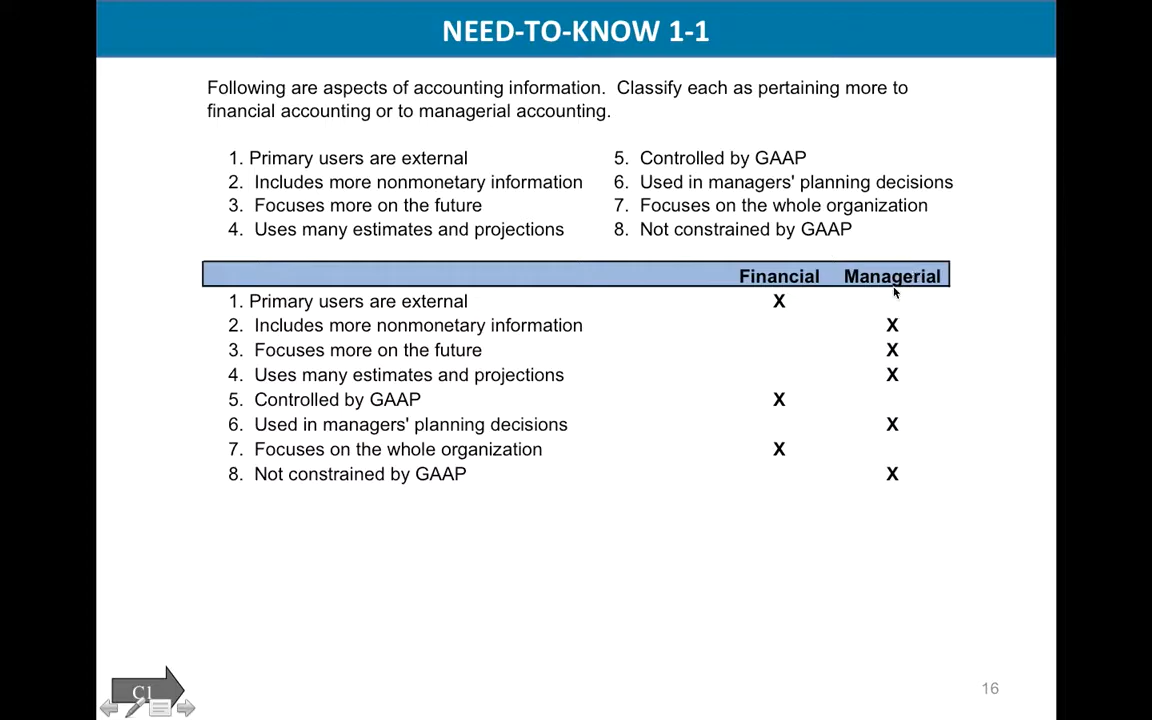 NEED-TO-KNOW 1-1
Following are aspects of accounting information.  Classify each as pertaining more to
financial accounting or to managerial accounting.
1. Primary users are external
2.  Includes more nonmonetary information
3.  Focuses more on the future
4.  Uses many estimates and projections
5.  Controlled by GAAP
6.  Used in managers' planning decisions
7.  Focuses on the whole organization
8.  Not constrained by GAAP
Financial Managerial
1. Primary users are external X
2.  Includes more nonmonetary information X
3.  Focuses more on the future X
4.  Uses many estimates and projections X
5.  Controlled by GAAP X
6.  Used in managers' planning decisions X
7.  Focuses on the whole organization X
8.  Not constrained by GAAP X
C1
16